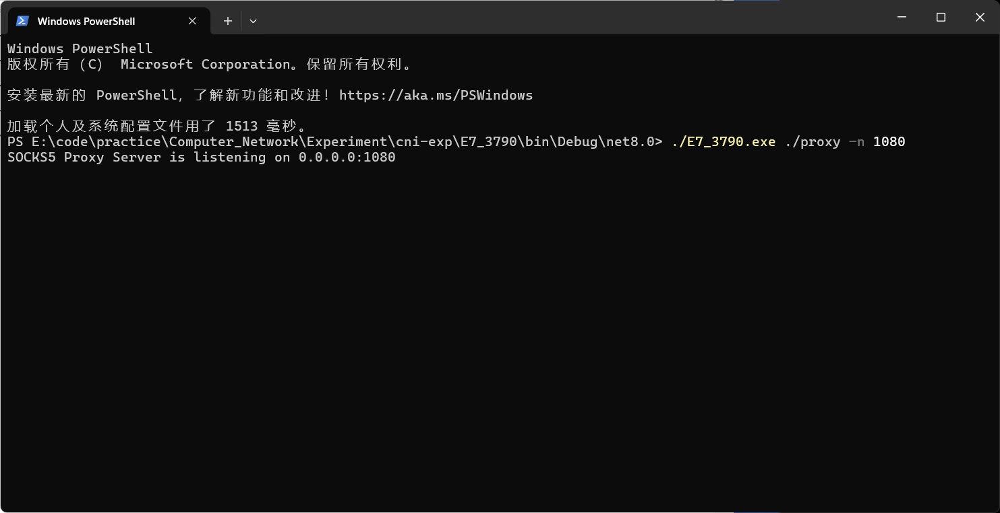 Windows PowerShell
Windows PowerShell
版权所有（C） Microsoft Corporation。保留所有权利。
安装最新的 PowerShell，了解新功能和改进！https://aka.ms/PSWindows
加载个人及系统配置文件用了 1513 毫秒。
PS E:\code\practice\Computer_Network\Experiment\cni-exp\E7_3790\bin\Debug\net8.0> ./E7_3790.exe ./proxy -n 1080
SOCKS5 Proxy Server is listening on 0.0.0.0:1080